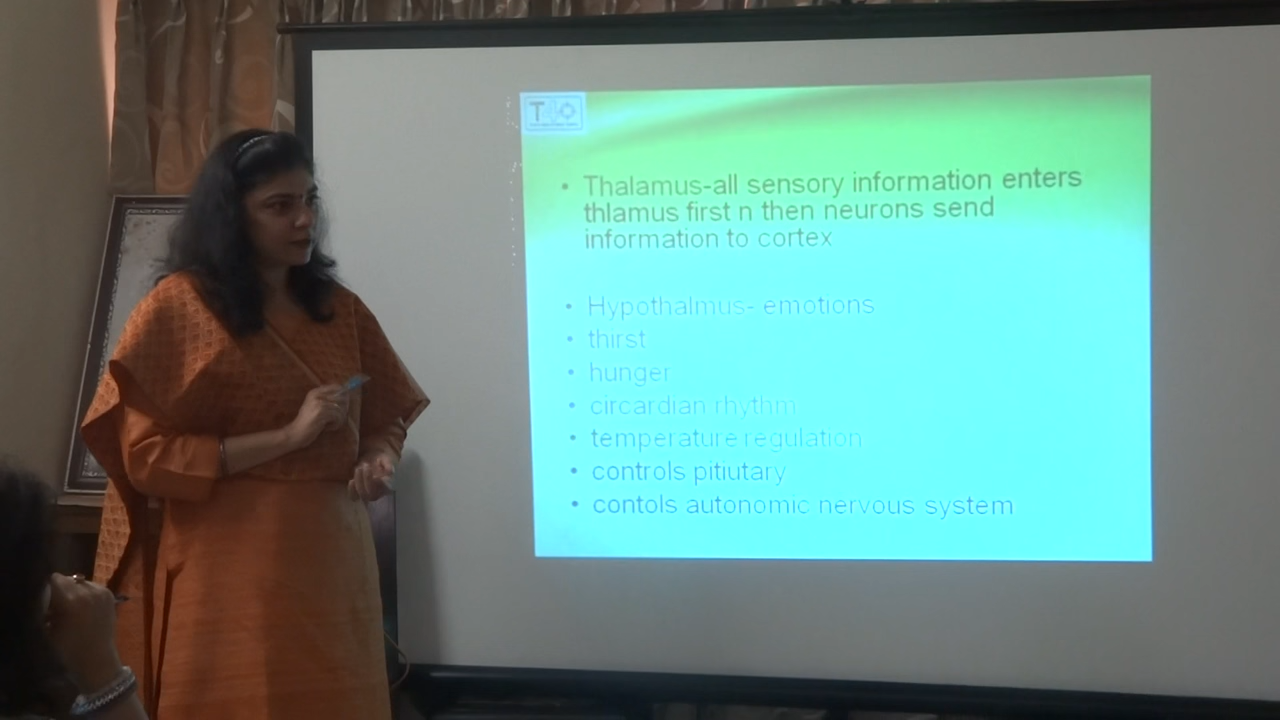 • Thalamus-all sensory information enters
thlamus first n then neurons send
information to cortex
• Hypothalmus- emotions
• thirst
• hunger
• circardian rhythm
• temperature regulation
• controls pitiutary
• contols autonomic nervous system